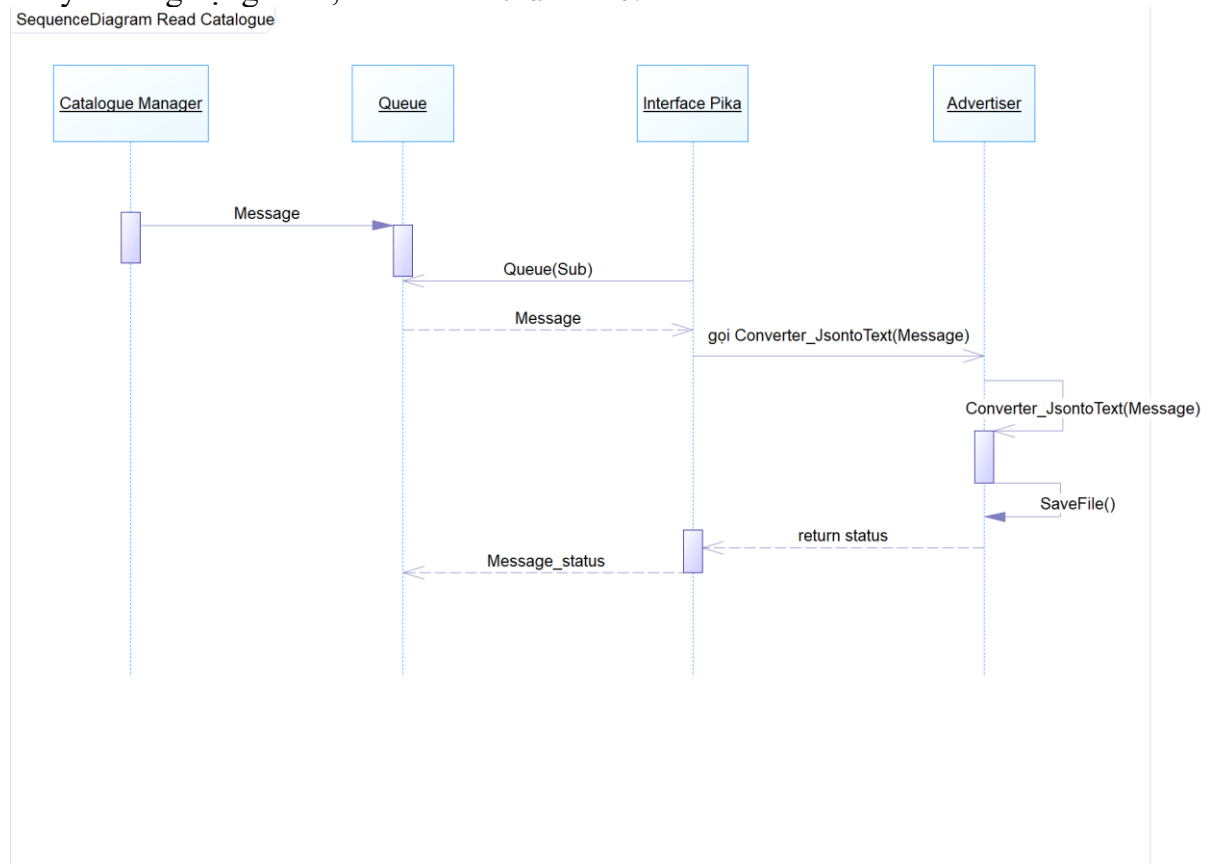 SequenceDiagram Read Catalogue
Catalogue Manager
Queue
Interface Pika
Advertiser
Message
Queue(Sub)
Message
gọi Converter_JsontoText(Message)
Converter_JsontoText(Message)
SaveFile()
return status
Message_status